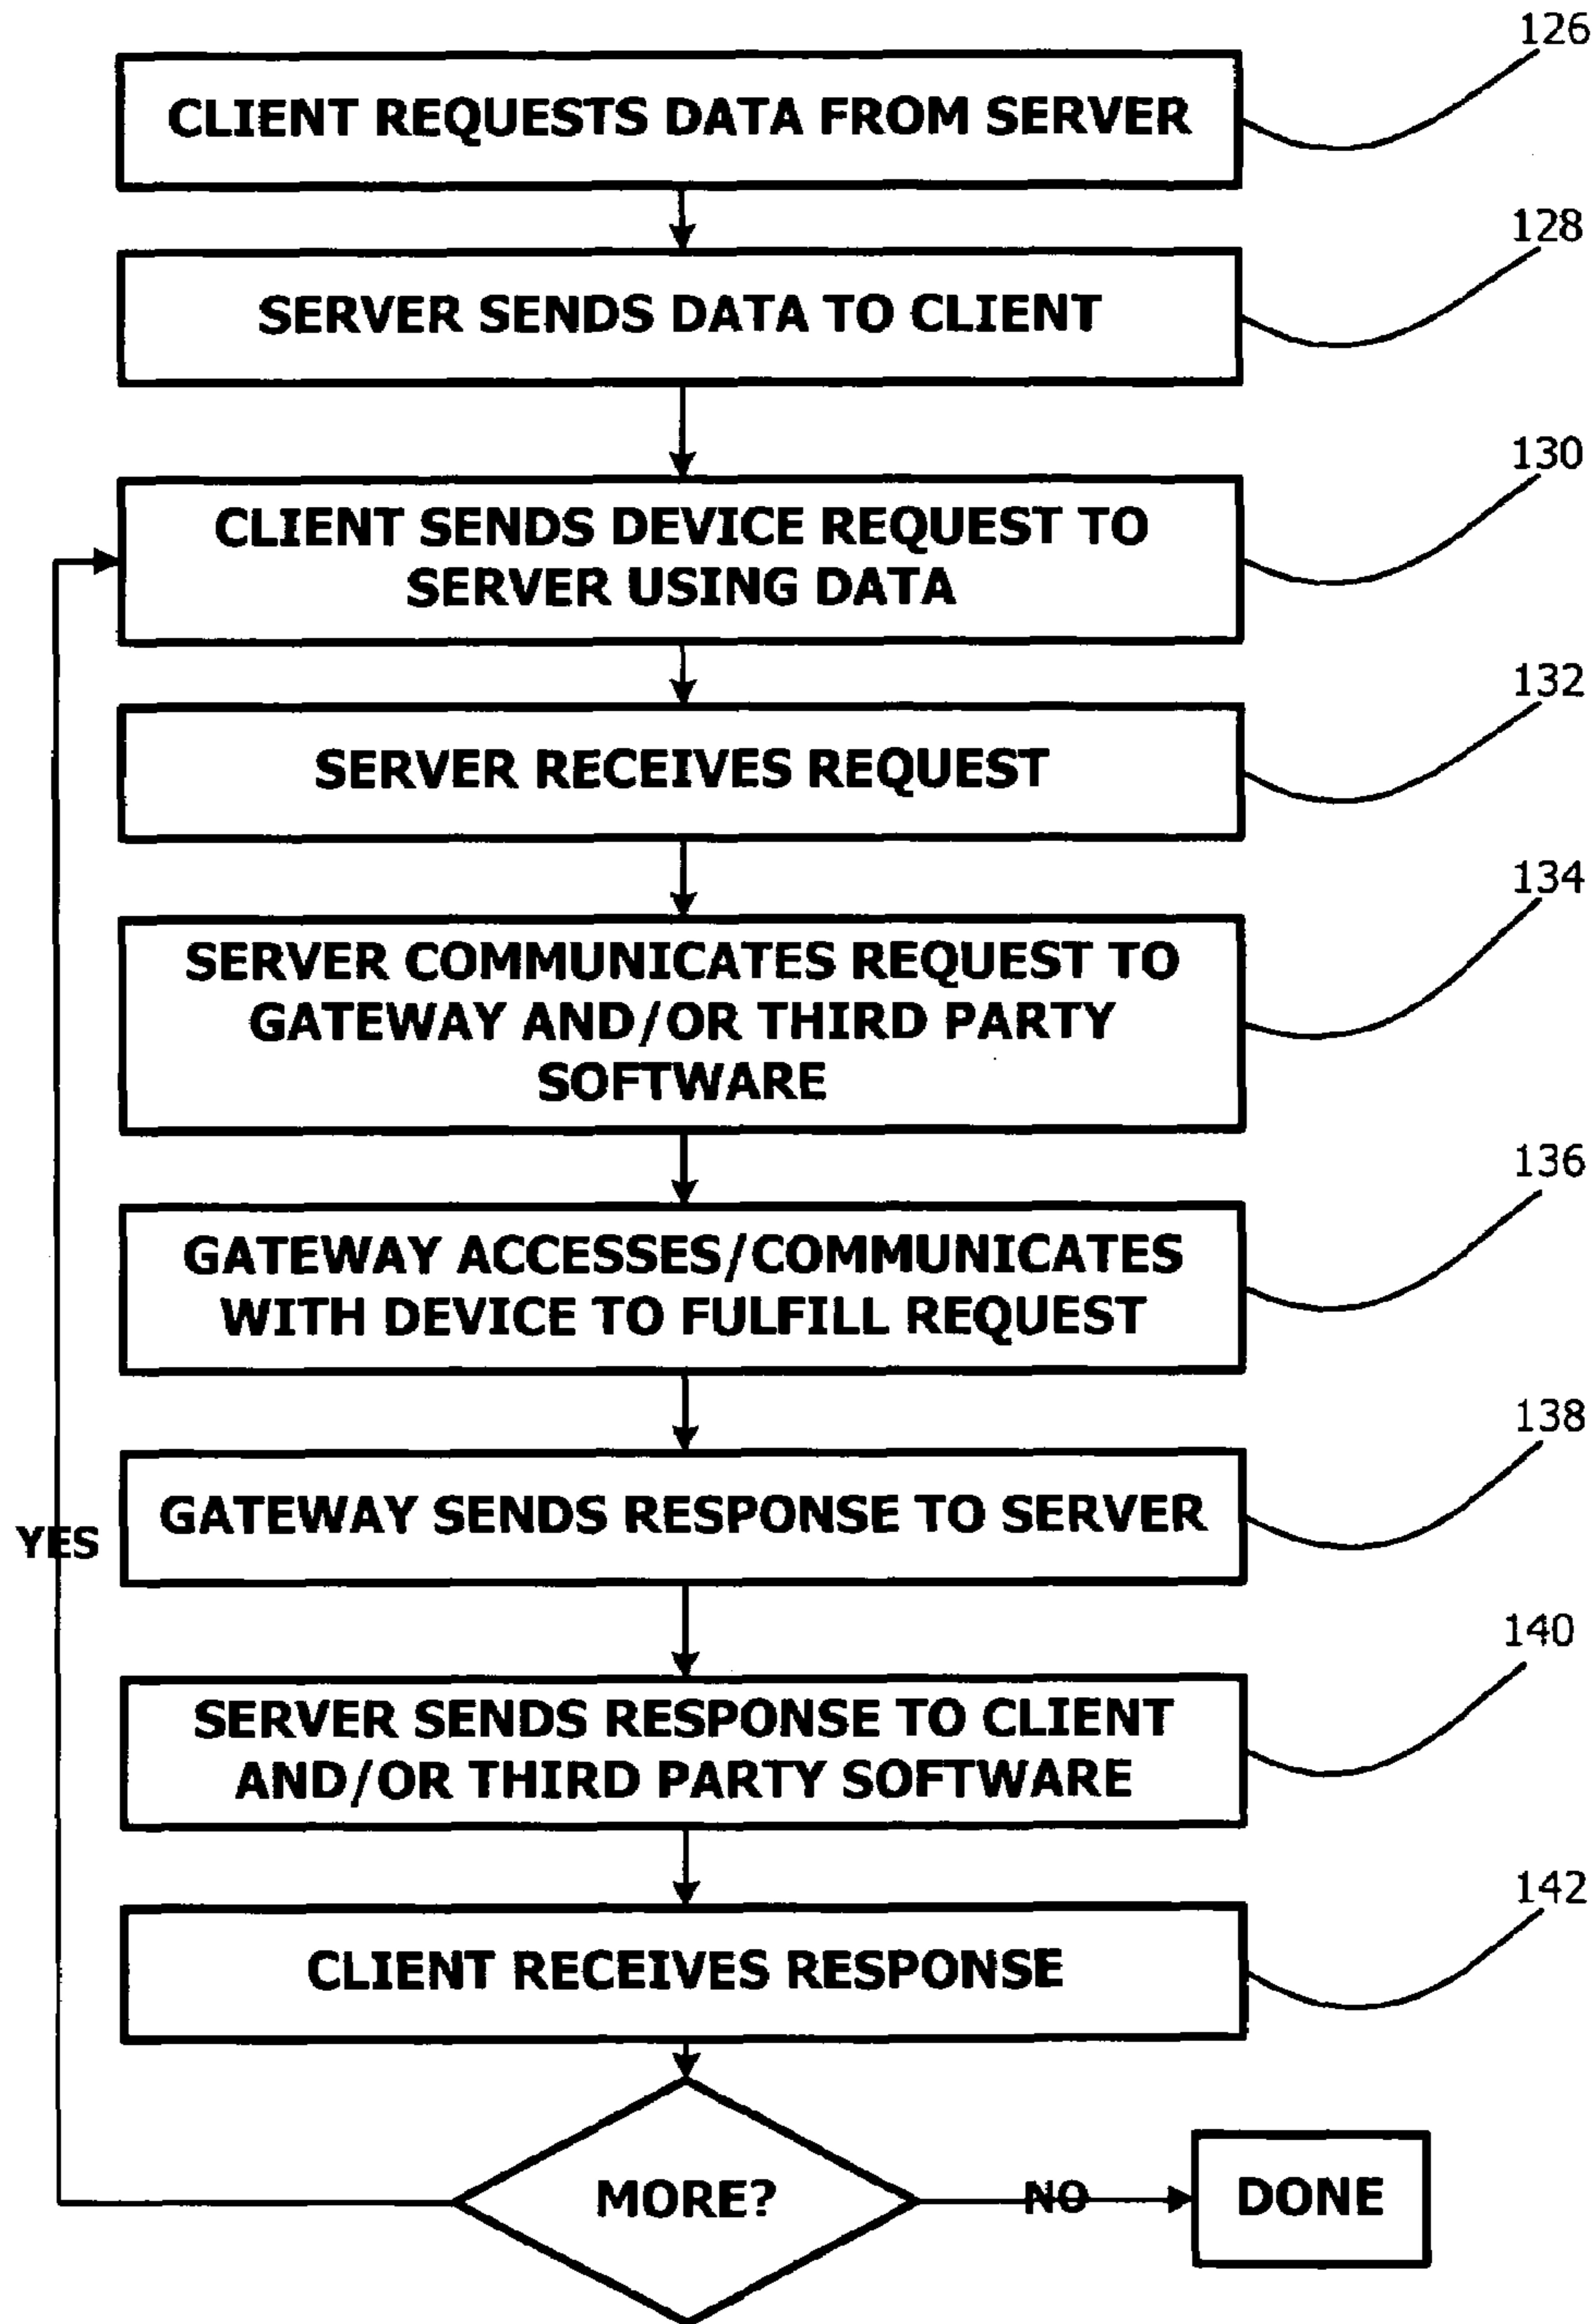 126
CLIENT REQUESTS DATA FROM SERVER
128
SERVER SENDS DATA TO CLIENT
130
CLIENT SENDS DEVICE REQUEST TO
SERVER USING DATA
132
SERVER RECEIVES REQUEST
134
SERVER COMMUNICATES REQUEST TO
GATEWAY AND/OR THIRD PARTY
SOFTWARE
136
GATEWAY ACCESSES/COMMUNICATES
WITH DEVICE TO FULFILL REQUEST
138
GATEWAY SENDS RESPONSE TO SERVER
YES
140
SERVER SENDS RESPONSE TO CLIENT
AND/OR THIRD PARTY SOFTWARE
142
CLIENT RECEIVES RESPONSE
MORE?
NO
DONE